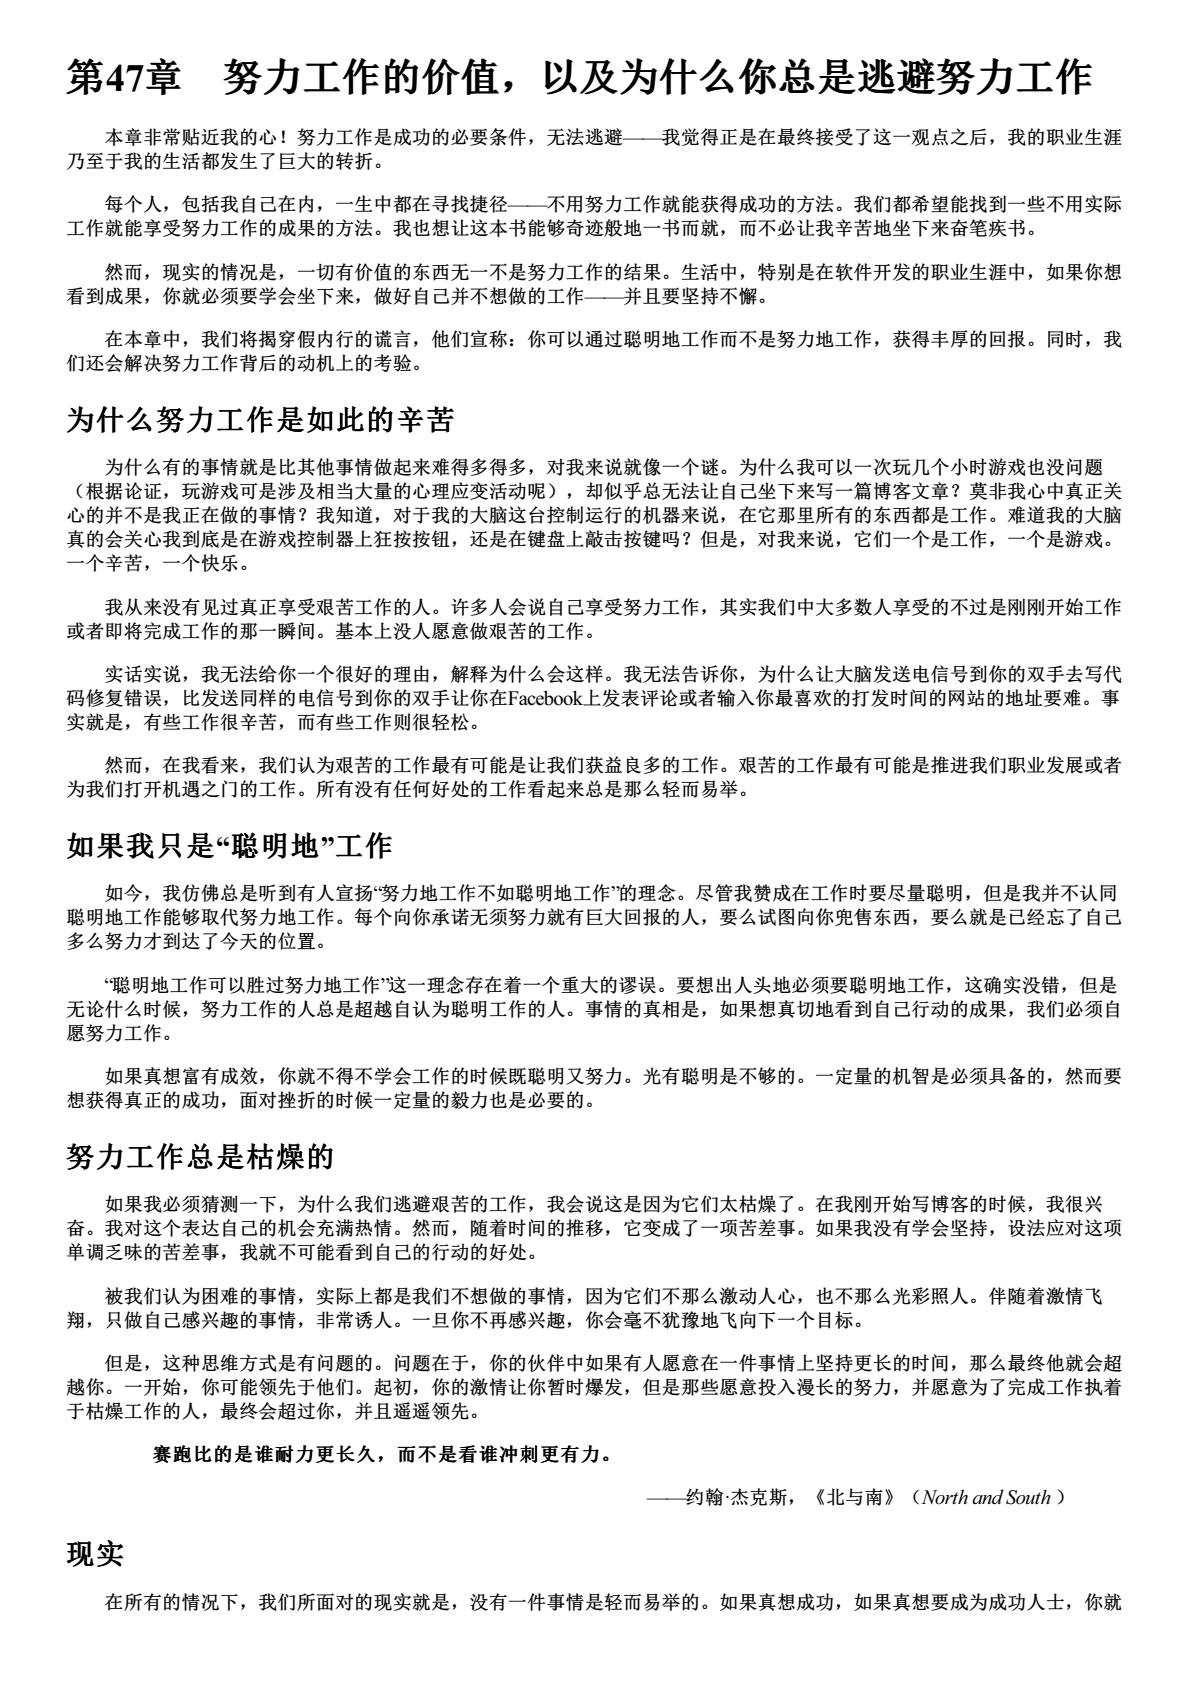 第47章　努力工作的价值，以及为什么你总是逃避努力工作
本章非常贴近我的心！努力工作是成功的必要条件，无法逃避——我觉得正是在最终接受了这一观点之后，我的职业生涯
乃至于我的生活都发生了巨大的转折。
每个人，包括我自己在内，一生中都在寻找捷径——不用努力工作就能获得成功的方法。我们都希望能找到一些不用实际
工作就能享受努力工作的成果的方法。我也想让这本书能够奇迹般地一书而就，而不必让我辛苦地坐下来奋笔疾书。
然而，现实的情况是，一切有价值的东西无一不是努力工作的结果。生活中，特别是在软件开发的职业生涯中，如果你想
看到成果，你就必须要学会坐下来，做好自己并不想做的工作——并且要坚持不懈。
在本章中，我们将揭穿假内行的谎言，他们宣称：你可以通过聪明地工作而不是努力地工作，获得丰厚的回报。同时，我
们还会解决努力工作背后的动机上的考验。
为什么努力工作是如此的辛苦
为什么有的事情就是比其他事情做起来难得多得多，对我来说就像一个谜。为什么我可以一次玩几个小时游戏也没问题
（根据论证，玩游戏可是涉及相当大量的心理应变活动呢），却似乎总无法让自己坐下来写一篇博客文章？莫非我心中真正关
心的并不是我正在做的事情？我知道，对于我的大脑这台控制运行的机器来说，在它那里所有的东西都是工作。难道我的大脑
真的会关心我到底是在游戏控制器上狂按按钮，还是在键盘上敲击按键吗？但是，对我来说，它们一个是工作，一个是游戏。
一个辛苦，一个快乐。
我从来没有见过真正享受艰苦工作的人。许多人会说自己享受努力工作，其实我们中大多数人享受的不过是刚刚开始工作
或者即将完成工作的那一瞬间。基本上没人愿意做艰苦的工作。
实话实说，我无法给你一个很好的理由，解释为什么会这样。我无法告诉你，为什么让大脑发送电信号到你的双手去写代
码修复错误，比发送同样的电信号到你的双手让你在Facebook上发表评论或者输入你最喜欢的打发时间的网站的地址要难。事
实就是，有些工作很辛苦，而有些工作则很轻松。
然而，在我看来，我们认为艰苦的工作最有可能是让我们获益良多的工作。艰苦的工作最有可能是推进我们职业发展或者
为我们打开机遇之门的工作。所有没有任何好处的工作看起来总是那么轻而易举。
如果我只是“聪明地”工作
如今，我仿佛总是听到有人宣扬“努力地工作不如聪明地工作”的理念。尽管我赞成在工作时要尽量聪明，但是我并不认同
聪明地工作能够取代努力地工作。每个向你承诺无须努力就有巨大回报的人，要么试图向你兜售东西，要么就是已经忘了自己
多么努力才到达了今天的位置。
“聪明地工作可以胜过努力地工作”这一理念存在着一个重大的谬误。要想出人头地必须要聪明地工作，这确实没错，但是
无论什么时候，努力工作的人总是超越自认为聪明工作的人。事情的真相是，如果想真切地看到自己行动的成果，我们必须自
愿努力工作。
如果真想富有成效，你就不得不学会工作的时候既聪明又努力。光有聪明是不够的。一定量的机智是必须具备的，然而要
想获得真正的成功，面对挫折的时候一定量的毅力也是必要的。
努力工作总是枯燥的
如果我必须猜测一下，为什么我们逃避艰苦的工作，我会说这是因为它们太枯燥了。在我刚开始写博客的时候，我很兴
奋。我对这个表达自己的机会充满热情。然而，随着时间的推移，它变成了一项苦差事。如果我没有学会坚持，设法应对这项
单调乏味的苦差事，我就不可能看到自己的行动的好处。
被我们认为困难的事情，实际上都是我们不想做的事情，因为它们不那么激动人心，也不那么光彩照人。伴随着激情飞
翔，只做自己感兴趣的事情，非常诱人。一旦你不再感兴趣，你会毫不犹豫地飞向下一个目标。
但是，这种思维方式是有问题的。问题在于，你的伙伴中如果有人愿意在一件事情上坚持更长的时间，那么最终他就会超
越你。一开始，你可能领先于他们。起初，你的激情让你暂时爆发，但是那些愿意投入漫长的努力，并愿意为了完成工作执着
于枯燥工作的人，最终会超过你，并且遥遥领先。
赛跑比的是谁耐力更长久，而不是看谁冲刺更有力。
——约翰·杰克斯，《北与南》（North and South ）
现实
在所有的情况下，我们所面对的现实就是，没有一件事情是轻而易举的。如果真想成功，如果真想要成为成功人士，你就